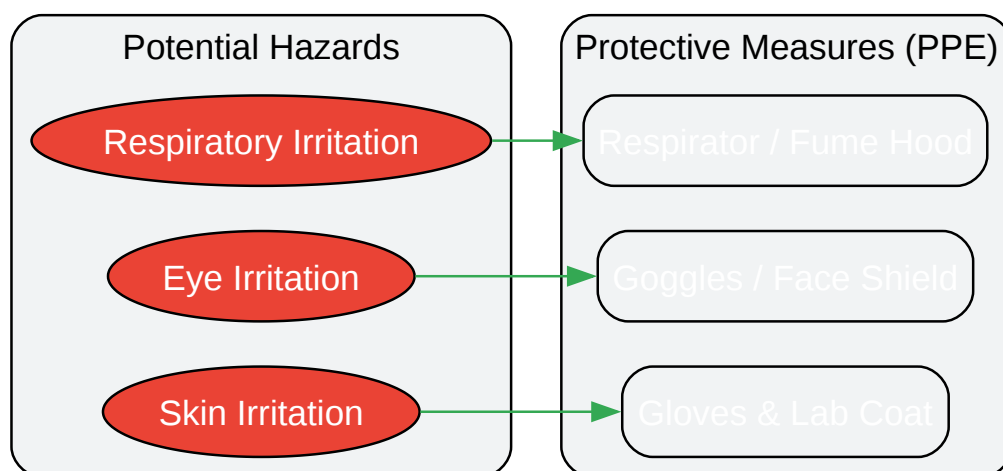 Potential Hazards
Protective Measures (PPE)
Respiratory Irritation
Respirator / Fume Hood
Eye Irritation
Goggles / Face Shield
Skin Irritation
Gloves & Lab Coat